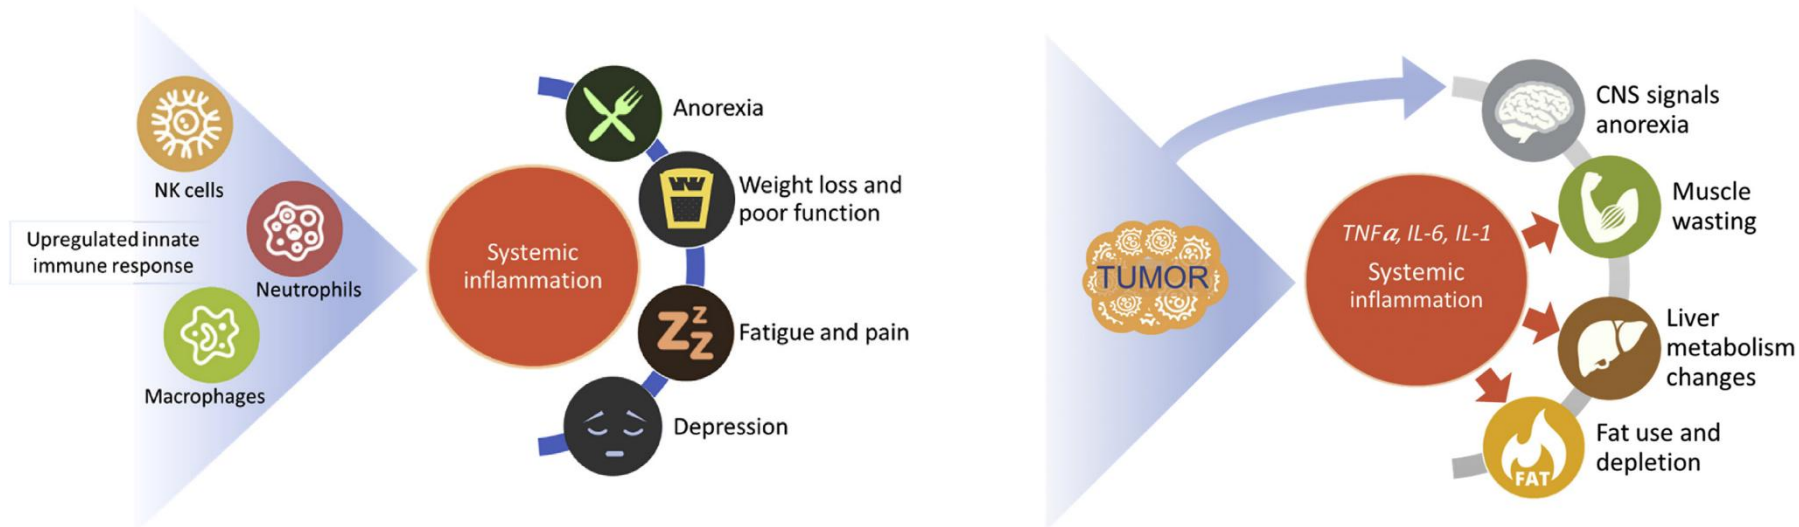 NK cells
Upregulated innate
immune response
Neutrophils
Macrophages
Systemic
inflammation
Anorexia
Weight loss and
poor function
Zzz
Fatigue and pain
Depression
TUMOR
TNFα, IL-6, IL-1
Systemic
inflammation
CNS signals
anorexia
Muscle
wasting
Liver
metabolism
changes
FAT
Fat use and
depletion